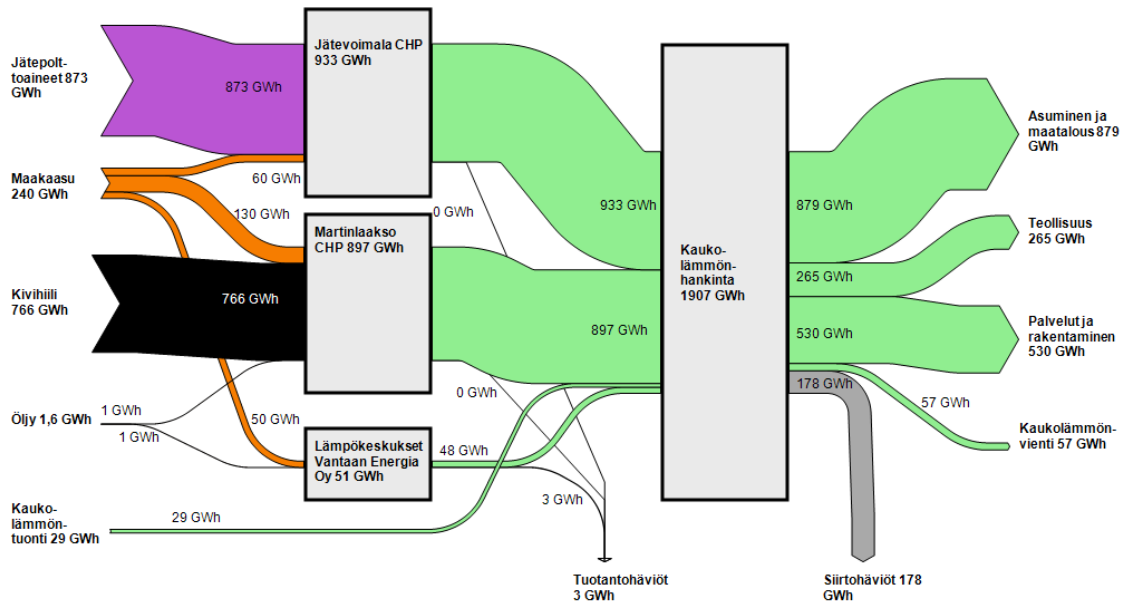 Jätepolt-
toaineet 873
GWh
Maakaasu
240 GWh
Kivihiili
766 GWh
Öljy 1,6 GWh
Kauko-
lämmön-
tuonti 29 GWh
873 GWh
60 GWh
130 GWh
766 GWh
1 GWh
1 GWh
50 GWh
29 GWh
Jätevoimala CHP
933 GWh
Martinlaakso
CHP 897 GWh
Lämpökeskukset
Vantaan Energia
Oy 51 GWh
0 GWh
933 GWh
897 GWh
0 GWh
48 GWh
3 GWh
Tuotantohäviöt
3 GWh
Kauko-
lämmön-
hankinta
1907 GWh
879 GWh
265 GWh
530 GWh
178 GWh
57 GWh
Asuminen ja
maatalous 879
GWh
Teollisuus
265 GWh
Palvelut ja
rakentaminen
530 GWh
Kaukolämmön-
vienti 57 GWh
Siirtohäviöt 178
GWh